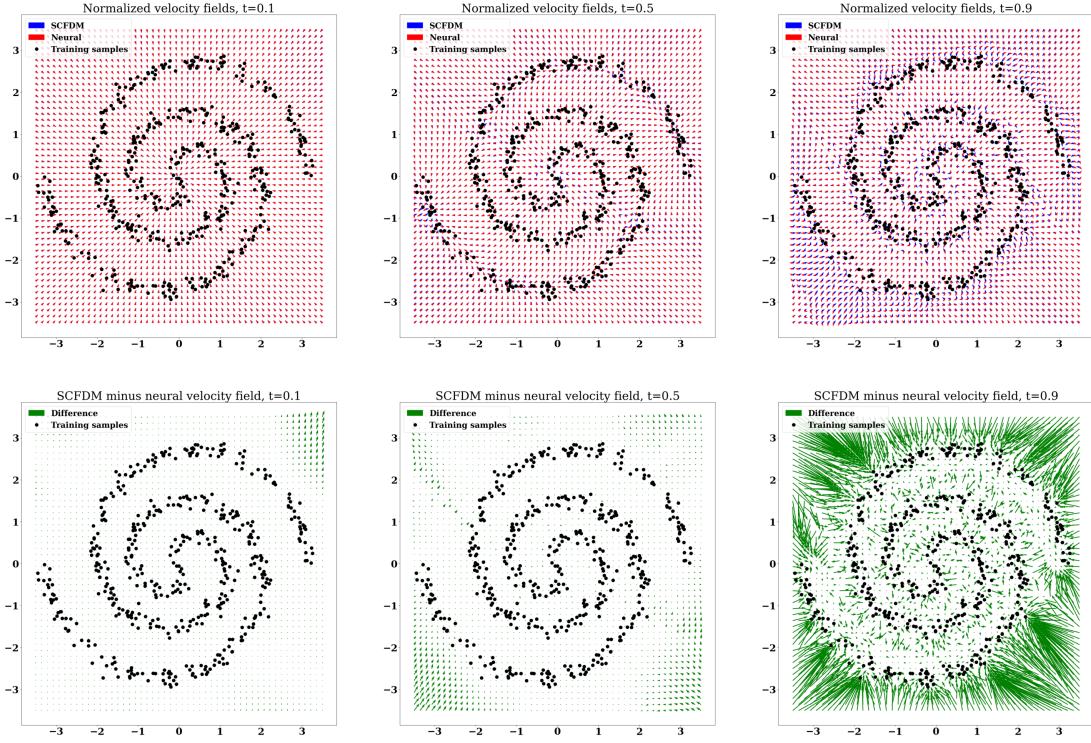 Normalized velocity fields, t=0.1
SCFDM
Neural
Training samples
3
2
1
0
−1
−2
−3
−3 −2 −1 0 1 2 3
Normalized velocity fields, t=0.5
SCFDM
Neural
Training samples
3
2
1
0
−1
−2
−3
−3 −2 −1 0 1 2 3
Normalized velocity fields, t=0.9
SCFDM
Neural
Training samples
3
2
1
0
−1
−2
−3
−3 −2 −1 0 1 2 3
SCFDM minus neural velocity field, t=0.1
Difference
Training samples
3
2
1
0
−1
−2
−3
−3 −2 −1 0 1 2 3
SCFDM minus neural velocity field, t=0.5
Difference
Training samples
3
2
1
0
−1
−2
−3
−3 −2 −1 0 1 2 3
SCFDM minus neural velocity field, t=0.9
Difference
Training samples
3
2
1
0
−1
−2
−3
−3 −2 −1 0 1 2 3